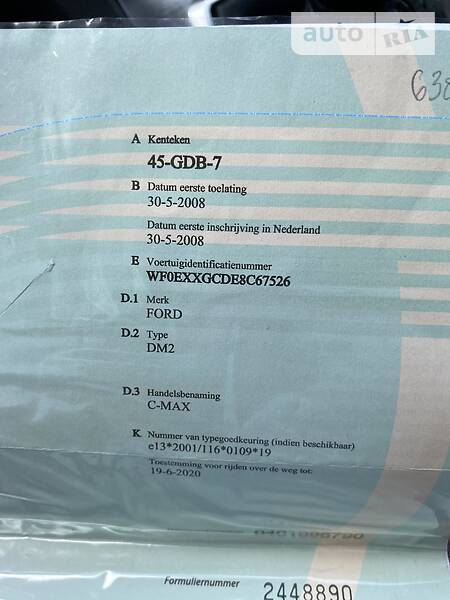 auto RIA
638
A Kenteken
45-GDB-7
B Datum eerste toelating
30-5-2008
Datum eerste inschrijving in Nederland
30-5-2008
E Voertuigidentificatienummer
WF0EXXGCDE8C67526
D.1 Merk
FORD
D.2 Type
DM2
D.3 Handelsbenaming
C-MAX
K Nummer van typegoedkeuring (indien beschikbaar)
e13*2001/116*0109*19
Toestemming voor rijden over de weg tot:
19-6-2020
Formuliernummer 2448890